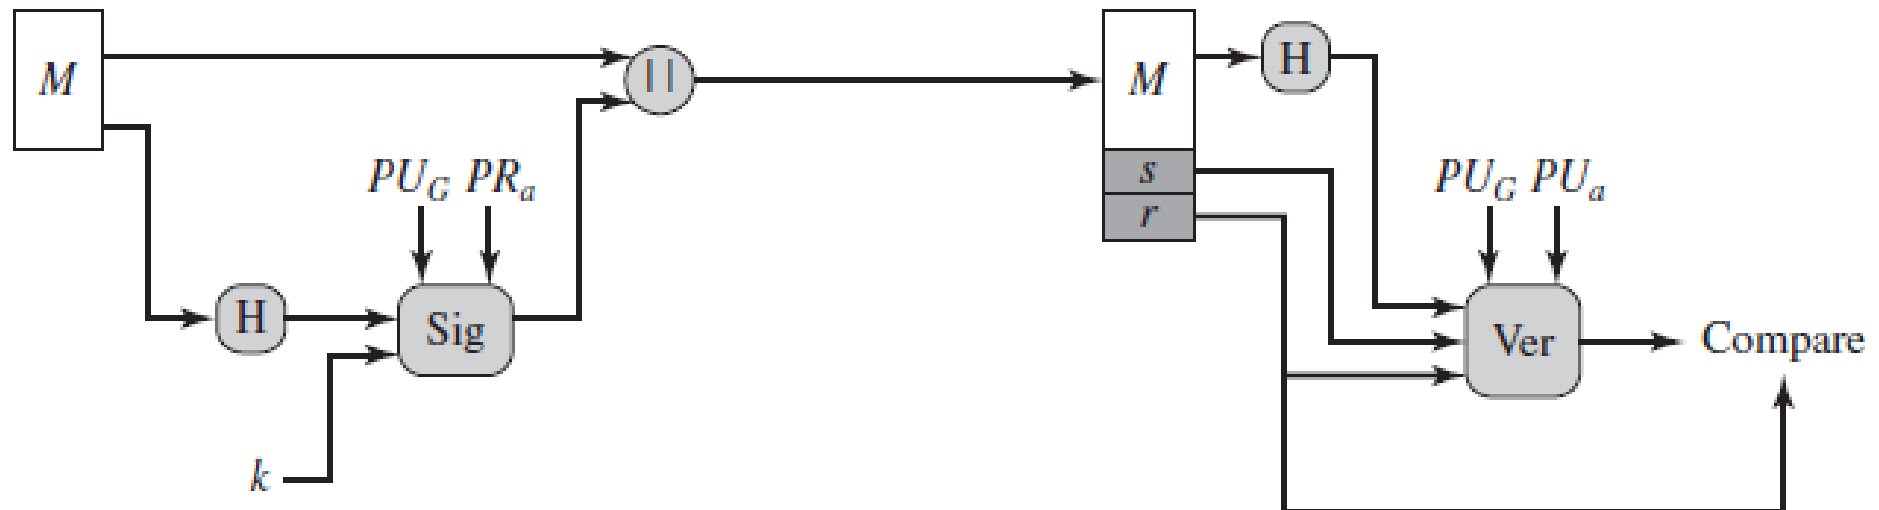 M
||
PU_G PR_a
H
Sig
k
M
s
r
H
PU_G PU_a
Ver
Compare